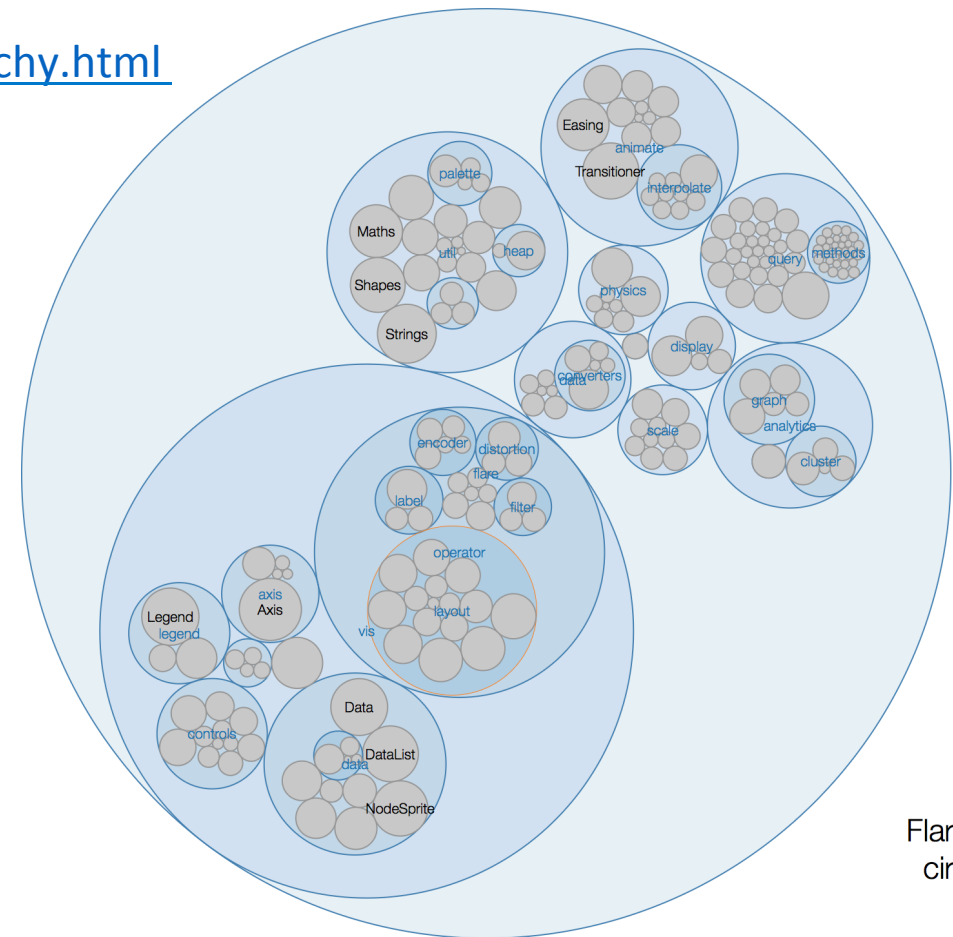 chy.html
Easing
animate
Transitioner
interpolate
palette
Maths
util
heap
query
methods
Shapes
physics
Strings
display
converters
data
graph
analytics
scale
encoder
distortion
flare
cluster
label
filter
operator
axis
Axis
layout
Legend
legend
vis
Data
controls
DataList
data
NodeSprite
Flar
cir